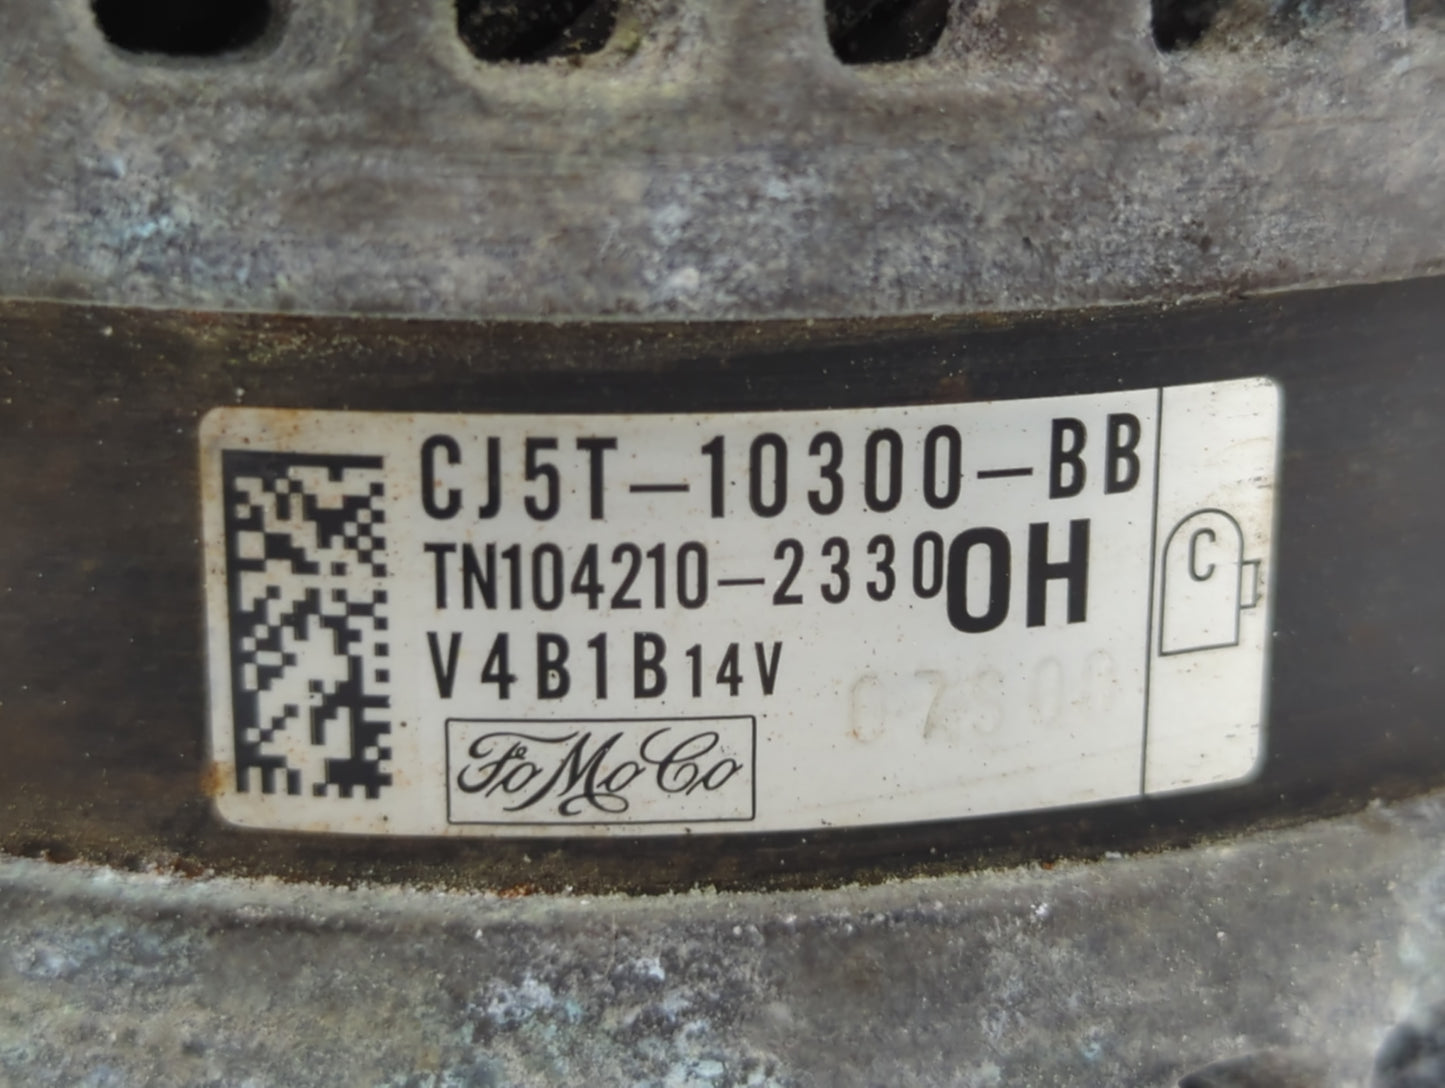 CJ5T-10300-BB
TN104210-2330 OH
V4B1B14V
C
FoMoCo